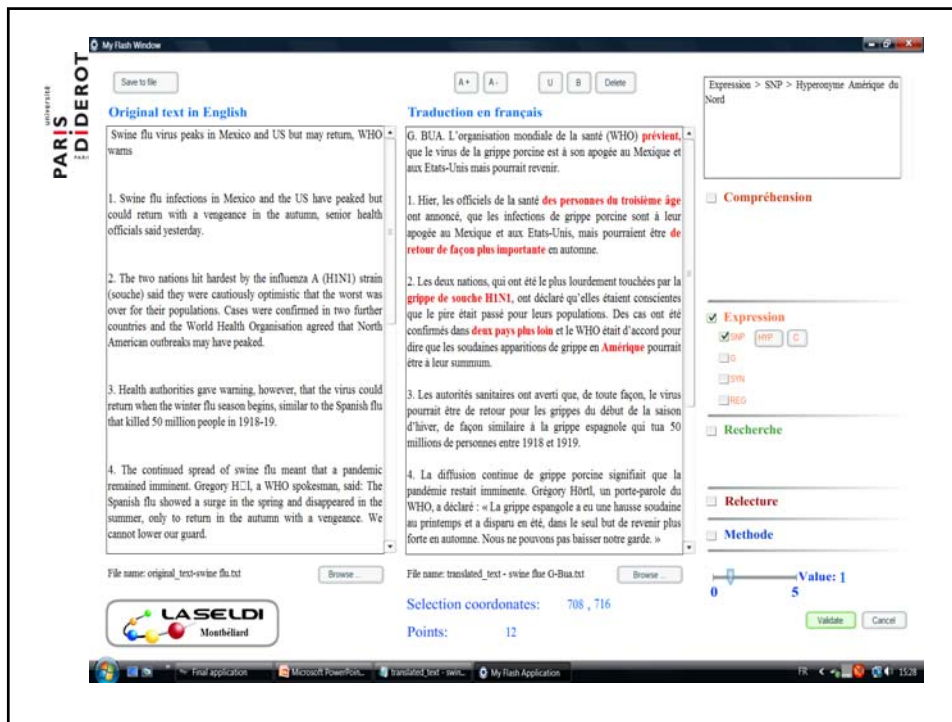 My Flash Window
université
PARIS
DIDEROT
PARIS 7
Save to file
A +
A -
U
B
Delete
Expression > SNP > Hyperonyme Amérique du
Nord
Original text in English
Swine flu virus peaks in Mexico and US but may return, WHO
warns
1. Swine flu infections in Mexico and the US have peaked but
could return with a vengeance in the autumn, senior health
officials said yesterday.
2. The two nations hit hardest by the influenza A (H1N1) strain
(souche) said they were cautiously optimistic that the worst was
over for their populations. Cases were confirmed in two further
countries and the World Health Organisation agreed that North
American outbreaks may have peaked.
3. Health authorities gave warning, however, that the virus could
return when the winter flu season begins, similar to the Spanish flu
that killed 50 million people in 1918-19.
4. The continued spread of swine flu meant that a pandemic
remained imminent. Gregory H□l, a WHO spokesman, said: The
Spanish flu showed a surge in the spring and disappeared in the
summer, only to return in the autumn with a vengeance. We
cannot lower our guard.
File name: original_text-swine flu.txt
Browse ...
Traduction en français
G. BUA. L'organisation mondiale de la santé (WHO) prévient,
que le virus de la grippe porcine est à son apogée au Mexique et
aux Etats-Unis mais pourrait revenir.
1. Hier, les officiels de la santé des personnes du troisième âge
ont annoncé, que les infections de grippe porcine sont à leur
apogée au Mexique et aux Etats-Unis, mais pourraient être de
retour de façon plus importante en automne.
2. Les deux nations, qui ont été le plus lourdement touchées par la
grippe de souche H1N1, ont déclaré qu'elles étaient conscientes
que le pire était passé pour leurs populations. Des cas ont été
confirmés dans deux pays plus loin et le WHO était d'accord pour
dire que les soudaines apparitions de grippe en Amérique pourrait
être à leur summum.
3. Les autorités sanitaires ont averti que, de toute façon, le virus
pourrait être de retour pour les grippes du début de la saison
d'hiver, de façon similaire à la grippe espagnole qui tua 50
millions de personnes entre 1918 et 1919.
4. La diffusion continue de grippe porcine signifiait que la
pandémie restait imminente. Grégory Hörtl, un porte-parole du
WHO, a déclaré : « La grippe espangole a eu une hausse soudaine
au printemps et a disparu en été, dans le seul but de revenir plus
forte en automne. Nous ne pouvons pas baisser notre garde. »
File name: translated_text - swine flue G-Bua.txt
Browse ...
Selection coordonates: 708 , 716
Points: 12
Compréhension
Expression
SNP
HYP
C
G
SYN
REG
Recherche
Relecture
Methode
Value: 1
0
5
Validate
Cancel
LASELDI
Montbéliard
Final application
Microsoft PowerPoin...
translated_text - swin...
My Flash Application
FR
15:28